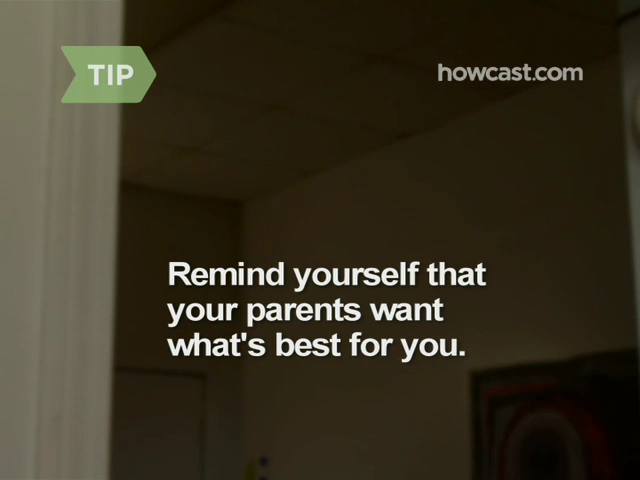 TIP
howcast.com
Remind yourself that
your parents want
what's best for you.